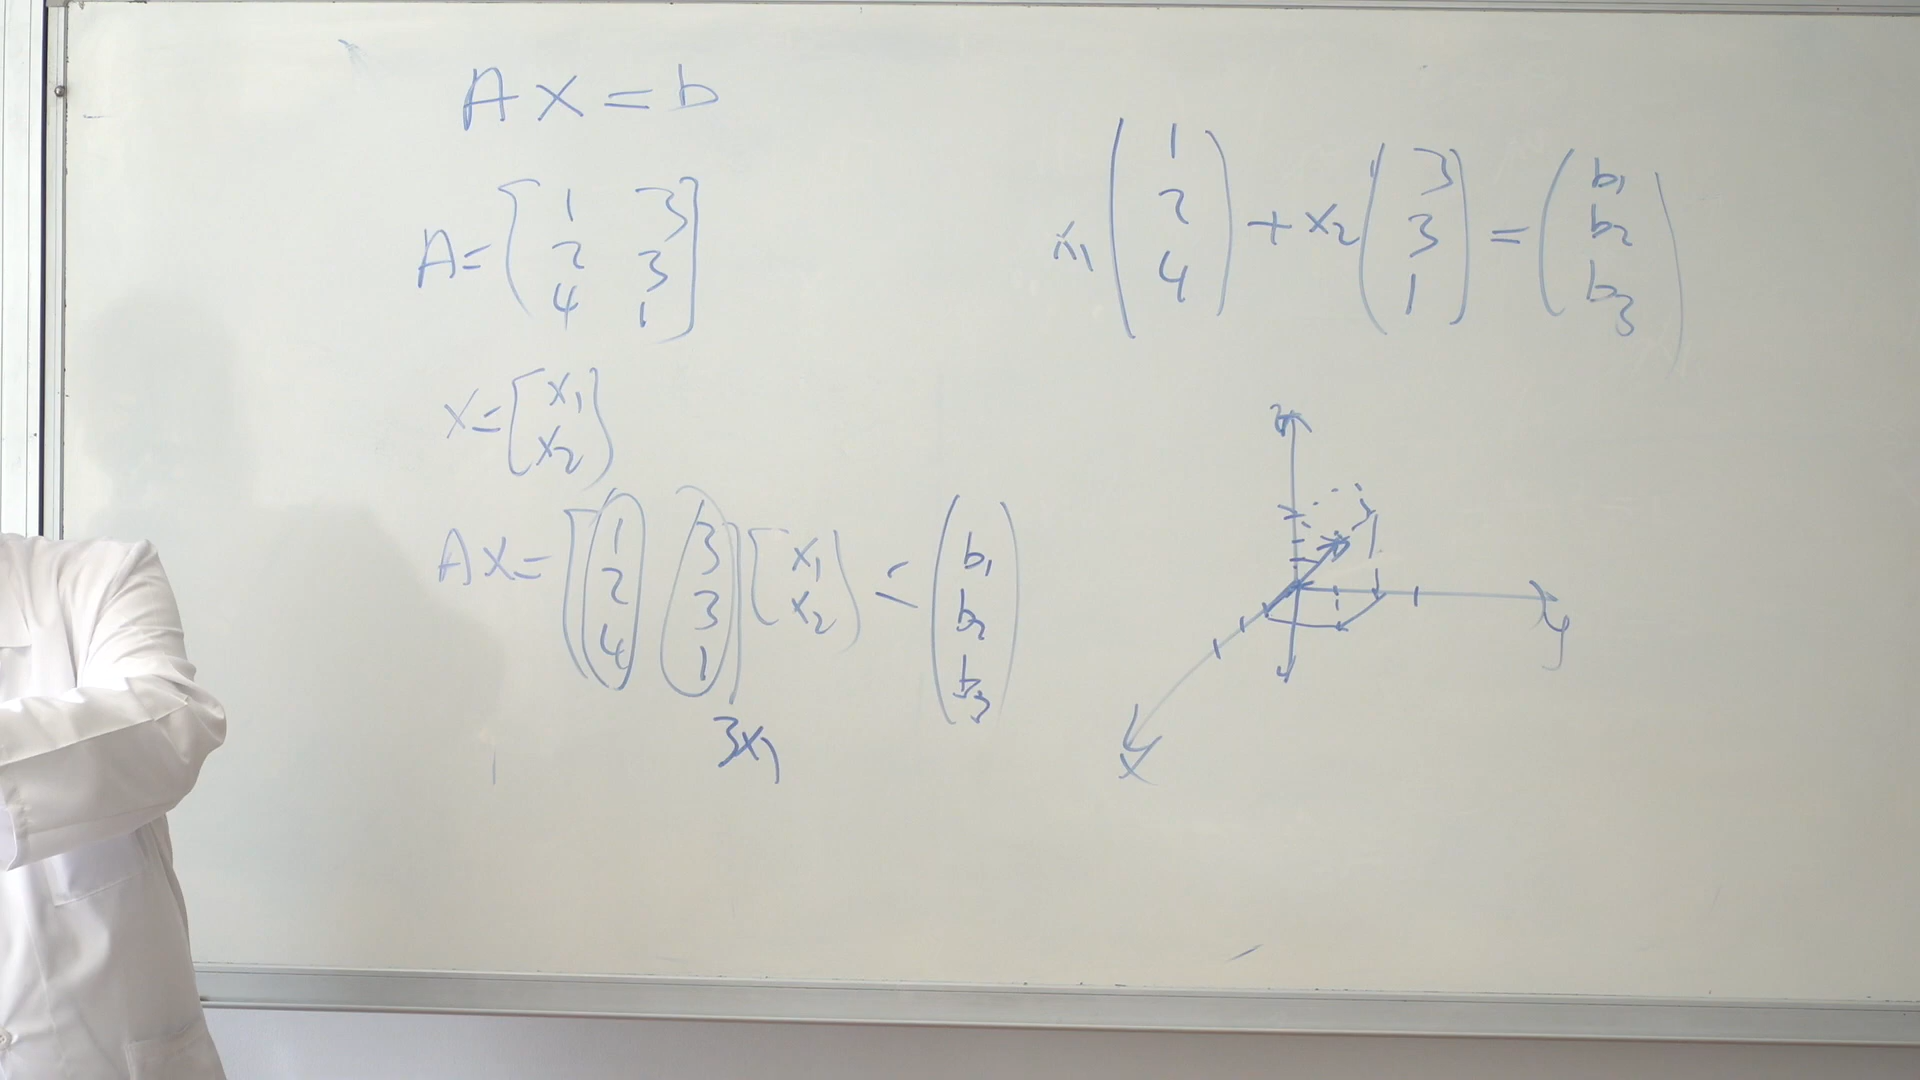 Ax = b
A = [1 3
2 3
4 1]
x = [x₁
x₂]
Ax = [1 3
2 3
4 1] [x₁
x₂] = (b₁
b₂
b₃)
3x₁
x₁ (1
2
4) + x₂ (3
3
1) = (b₁
b₂
b₃)
z
y
x